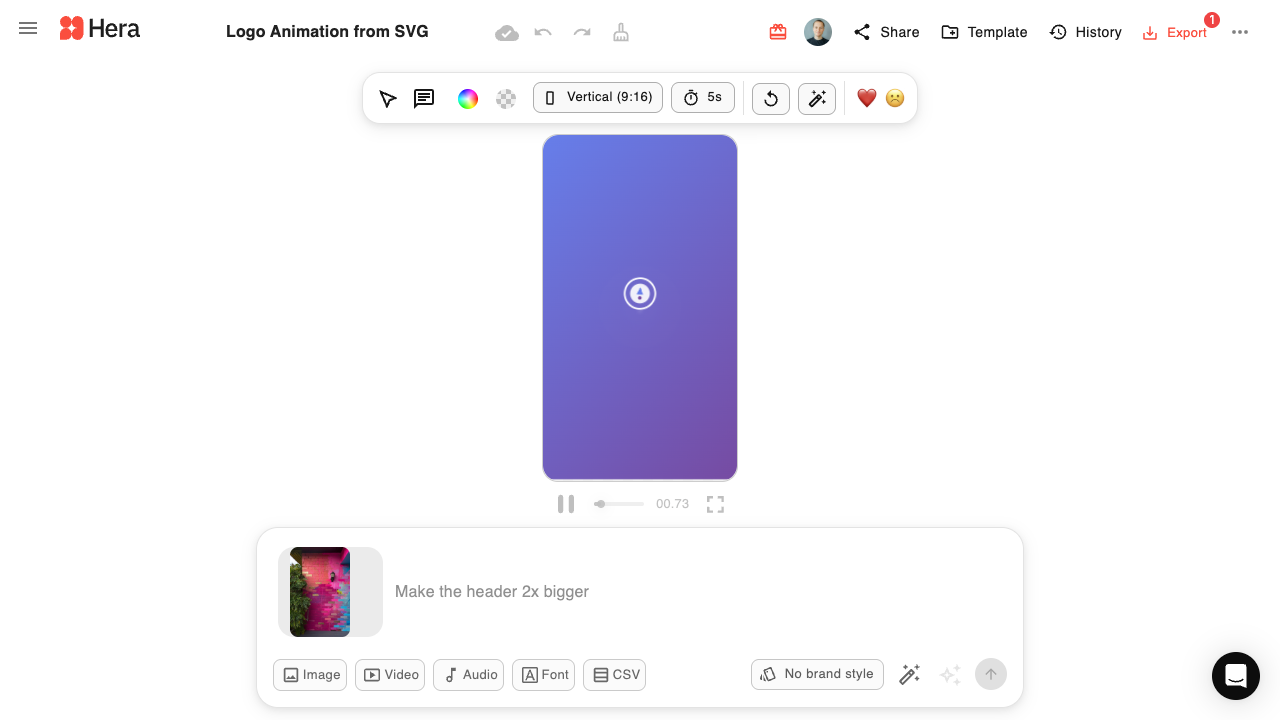 Hera
Logo Animation from SVG
Share
Template
History
Export
1
Vertical (9:16)
5s
00.73
Make the header 2x bigger
Image
Video
Audio
Font
CSV
No brand style